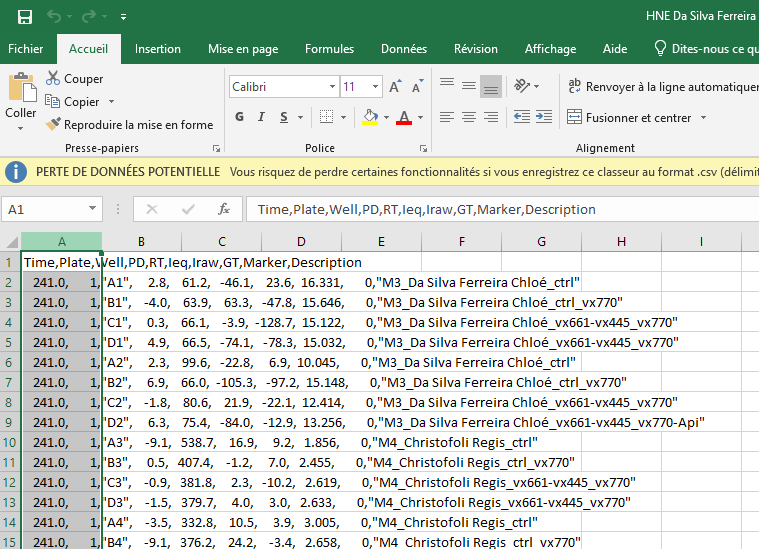 HNE Da Silva Ferreira
Fichier Accueil Insertion Mise en page Formules Données Révision Affichage Aide Dites-nous ce
Couper
Copier
Reproduire la mise en forme
Coller
Calibri 11 A A
G I S A
ab Renvoyer à la ligne automatiquement
Fusionner et centrer
Presse-papiers Police Alignement
PERTE DE DONNÉES POTENTIELLE Vous risquez de perdre certaines fonctionnalités si vous enregistrez ce classeur au format .csv (délimit
A1 fx Time,Plate,Well,PD,RT,Ieq,Iraw,GT,Marker,Description
A B C D E F G H I
1 Time,Plate,Well,PD,RT,Ieq,Iraw,GT,Marker,Description
2 241.0, 1,"A1", 2.8, 61.2, -46.1, 23.6, 16.331, 0,"M3_Da Silva Ferreira Chloé_ctrl"
3 241.0, 1,"B1", -4.0, 63.9, 63.3, -47.8, 15.646, 0,"M3_Da Silva Ferreira Chloé_ctrl_vx770"
4 241.0, 1,"C1", 0.3, 66.1, -3.9, -128.7, 15.122, 0,"M3_Da Silva Ferreira Chloé_vx661-vx445_vx770"
5 241.0, 1,"D1", 4.9, 66.5, -74.1, -78.3, 15.032, 0,"M3_Da Silva Ferreira Chloé_vx661-vx445_vx770"
6 241.0, 1,"A2", 2.3, 99.6, -22.8, 6.9, 10.045, 0,"M3_Da Silva Ferreira Chloé_ctrl"
7 241.0, 1,"B2", 6.9, 66.0, -105.3, -97.2, 15.148, 0,"M3_Da Silva Ferreira Chloé_ctrl_vx770"
8 241.0, 1,"C2", -1.8, 80.6, 21.9, -22.1, 12.414, 0,"M3_Da Silva Ferreira Chloé_vx661-vx445_vx770"
9 241.0, 1,"D2", 6.3, 75.4, -84.0, -12.9, 13.256, 0,"M3_Da Silva Ferreira Chloé_vx661-vx445_vx770-Api"
10 241.0, 1,"A3", -9.1, 538.7, 16.9, 9.2, 1.856, 0,"M4_Christofoli Regis_ctrl"
11 241.0, 1,"B3", 0.5, 407.4, -1.2, 7.0, 2.455, 0,"M4_Christofoli Regis_ctrl_vx770"
12 241.0, 1,"C3", -0.9, 381.8, 2.3, -10.2, 2.619, 0,"M4_Christofoli Regis_vx661-vx445_vx770"
13 241.0, 1,"D3", -1.5, 379.7, 4.0, 3.0, 2.633, 0,"M4_Christofoli Regis_vx661-vx445_vx770"
14 241.0, 1,"A4", -3.5, 332.8, 10.5, 3.9, 3.005, 0,"M4_Christofoli Regis_ctrl"
15 241.0, 1,"B4", -9.1, 376.2, 24.2, -3.4, 2.658, 0,"M4_Christofoli Regis_ctrl_vx770"